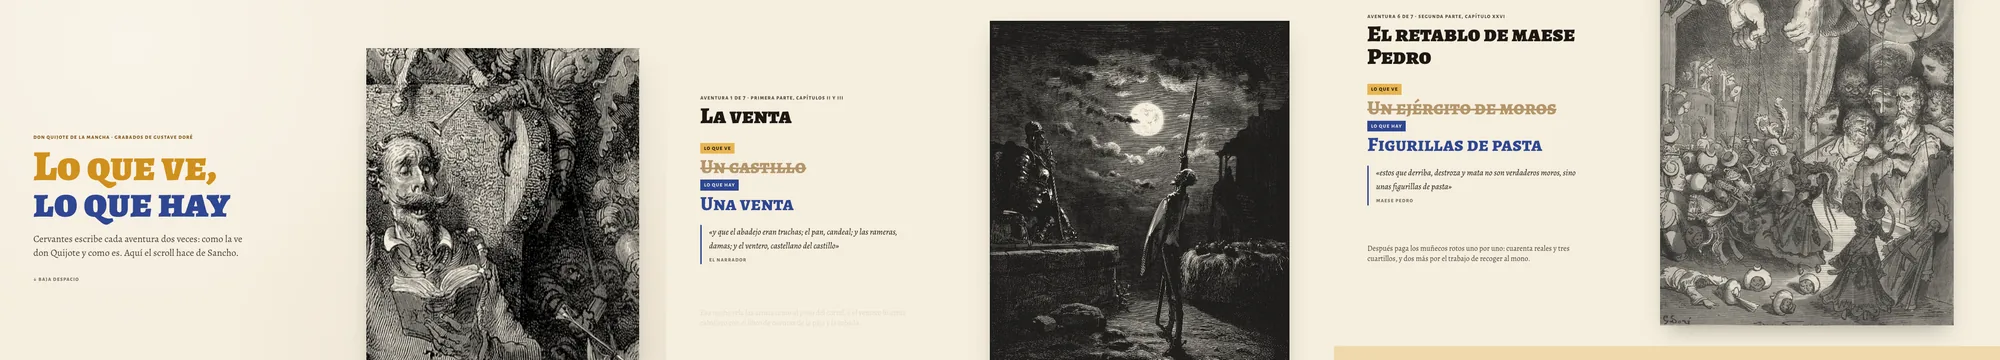 DON QUIJOTE DE LA MANCHA · GRABADOS DE GUSTAVE DORÉ
LO QUE VE,
LO QUE HAY
Cervantes escribe cada aventura dos veces: como la ve
don Quijote y como es. Aquí el scroll hace de Sancho.
BAJA DESPACIO
AVENTURA 1 DE 7 · PRIMERA PARTE, CAPÍTULOS II Y III
LA VENTA
LO QUE VE
UN CASTILLO
LO QUE HAY
UNA VENTA
«y que el abadejo eran truchas; el pan, candeal; y las rameras,
damas; y el ventero, castellano del castillo»
EL NARRADOR
AVENTURA 6 DE 7 · SEGUNDA PARTE, CAPÍTULO XXVI
EL RETABLO DE MAESE
PEDRO
LO QUE VE
UN EJÉRCITO DE MOROS
LO QUE HAY
FIGURILLAS DE PASTA
«estos que derriba, destroza y mata no son verdaderos moros, sino
unas figurillas de pasta»
MAESE PEDRO
Después paga los muñecos rotos uno por uno: cuarenta reales y tres
cuartillos, y dos más por el trabajo de recoger al mono.